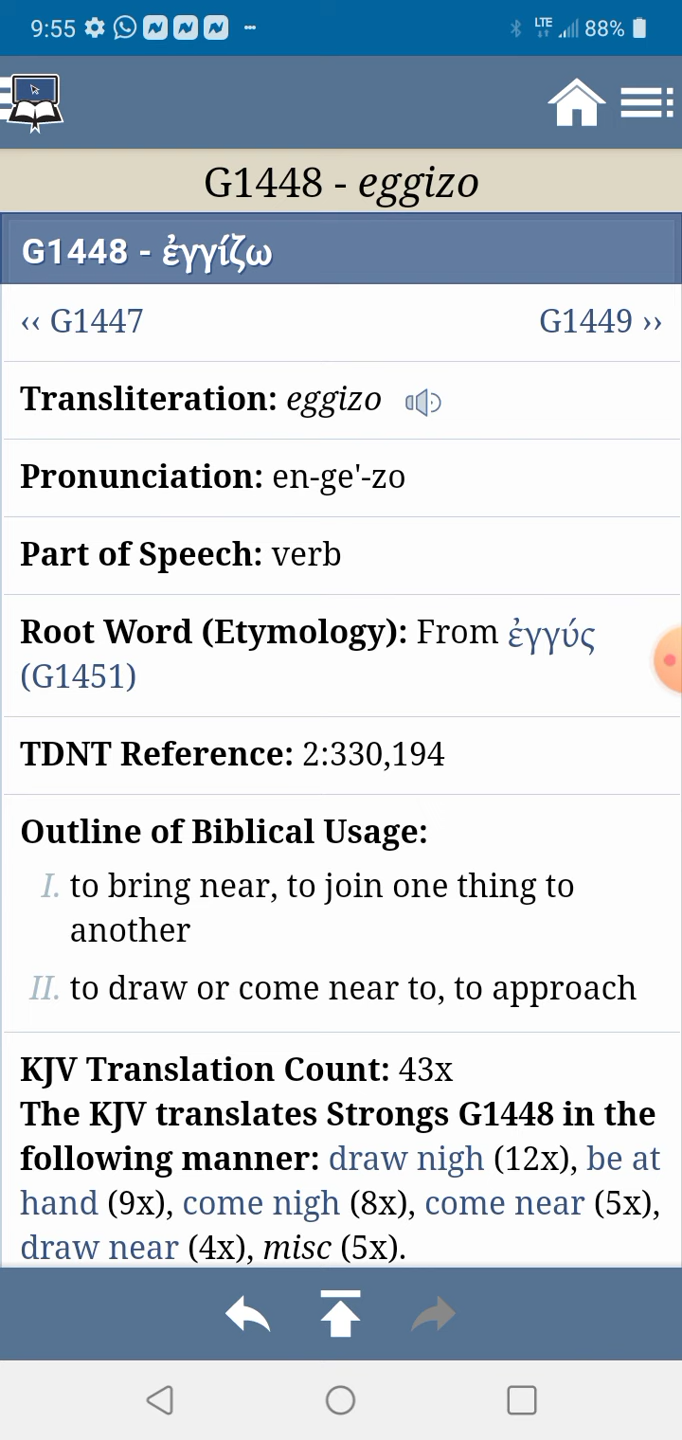 9:55 LTE 88%
G1448 - eggizo
G1448 - ἐγγίζω
‹‹ G1447 G1449 ››
Transliteration: eggizo
Pronunciation: en-ge'-zo
Part of Speech: verb
Root Word (Etymology): From ἐγγύς
(G1451)
TDNT Reference: 2:330,194
Outline of Biblical Usage:
I. to bring near, to join one thing to
another
II. to draw or come near to, to approach
KJV Translation Count: 43x
The KJV translates Strongs G1448 in the
following manner: draw nigh (12x), be at
hand (9x), come nigh (8x), come near (5x),
draw near (4x), misc (5x).